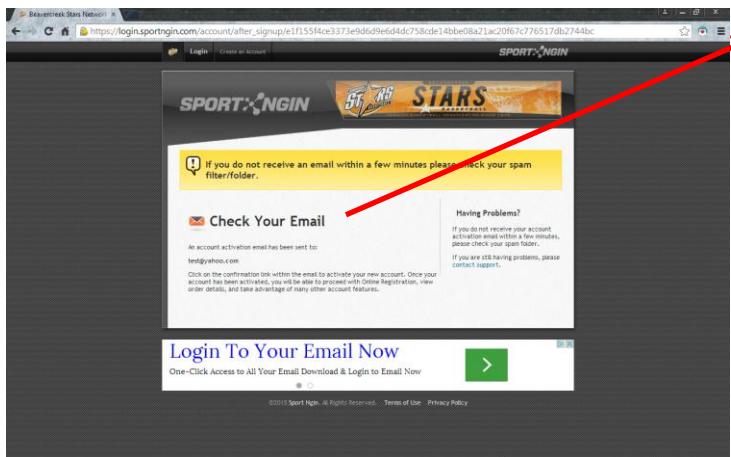 Beavercreek Stars Network
https://login.sportngin.com/account/after_signup/e1f155f4ce3373e9d6d9e6d4dc758cde14bbe08a21ac20f67c776517db2744bc
Login Create an Account SPORT NGIN
SPORT NGIN STARS STARS
If you do not receive an email within a few minutes please check your spam
filter/folder.
Check Your Email
An account activation email has been sent to:
test@yahoo.com
Click on the confirmation link within the email to activate your new account. Once your
account has been activated, you will be able to proceed with Online Registration, view
order details, and take advantage of many other account features.
Having Problems?
If you do not receive your account
activation email within a few minutes,
please check your spam folder.
If you are still having problems, please
contact support.
Login To Your Email Now
One-Click Access to All Your Email Download & Login to Email Now
©2015 Sport Ngin. All Rights Reserved. Terms of Use Privacy Policy